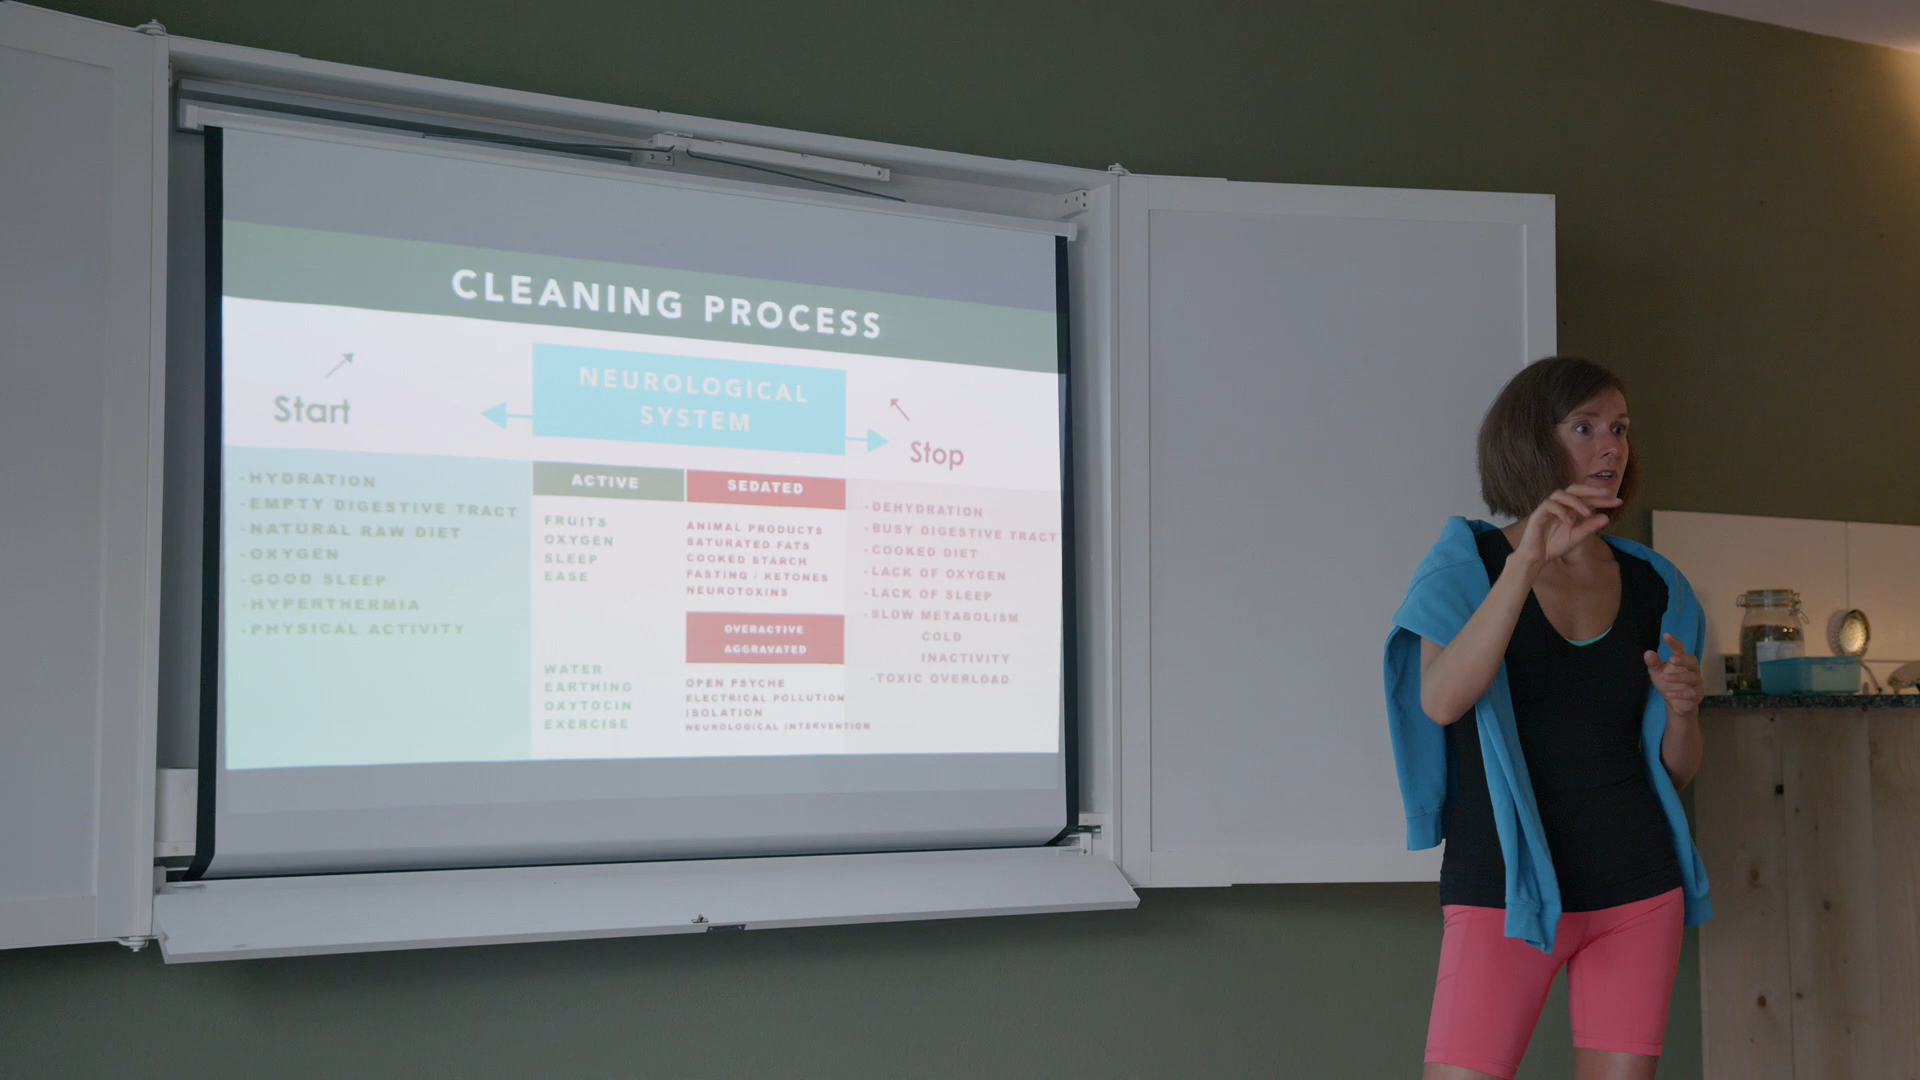 CLEANING PROCESS
NEUROLOGICAL
SYSTEM
Start
Stop
-HYDRATION
-EMPTY DIGESTIVE TRACT
-NATURAL RAW DIET
-OXYGEN
-GOOD SLEEP
-HYPERTHERMIA
-PHYSICAL ACTIVITY
ACTIVE
FRUITS
OXYGEN
SLEEP
EASE
WATER
EARTHING
OXYTOCIN
EXERCISE
SEDATED
ANIMAL PRODUCTS
SATURATED FATS
COOKED STARCH
FASTING / KETONES
NEUROTOXINS
OVERACTIVE
AGGRAVATED
OPEN PSYCHE
ELECTRICAL POLLUTION
ISOLATION
NEUROLOGICAL INTERVENTION
-DEHYDRATION
-BUSY DIGESTIVE TRACT
-COOKED DIET
-LACK OF OXYGEN
-LACK OF SLEEP
-SLOW METABOLISM
COLD
INACTIVITY
-TOXIC OVERLOAD